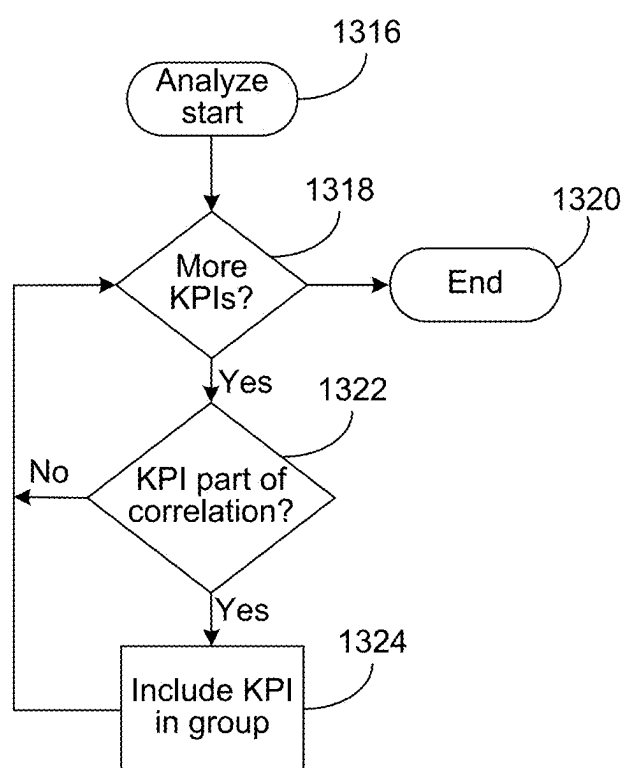 1316
Analyze
start
1318
1320
More
KPIs?
End
Yes
1322
No
KPI part of
correlation?
Yes
1324
Include KPI
in group